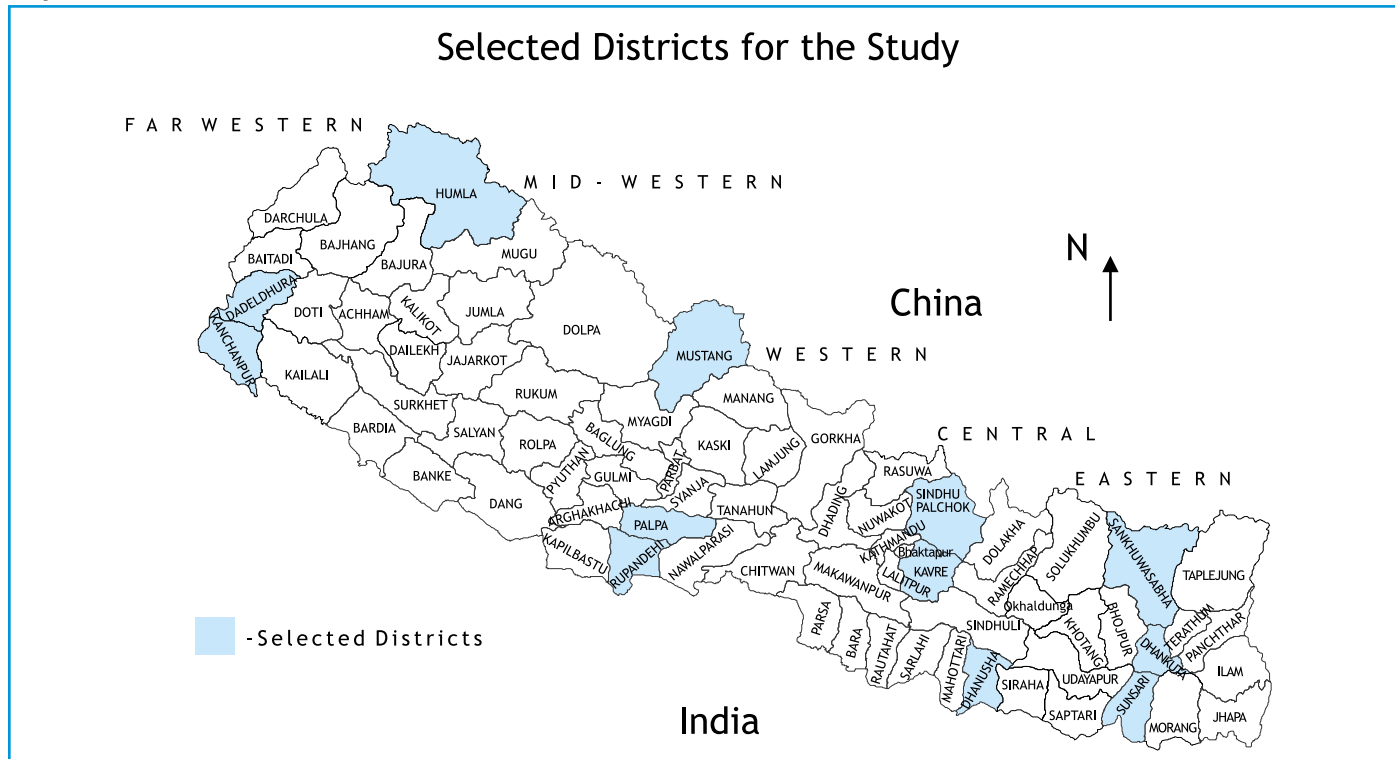 Selected Districts for the Study
FAR WESTERN
HUMLA
MID-WESTERN
DARCHULA
BAJHANG
BAITADI
BAJURA
MUGU
N
DADELDHURA
DOTI
ACHHAM
KALIKOT
JUMLA
China
KANCHANPUR
DOLPA
DAILEKH
JAJARKOT
MUSTANG
WESTERN
KAILALI
RUKUM
SURKHET
MANANG
BARDIA
SALYAN
ROLPA
BAGLUNG
MYAGDI
KASKI
LAMJUNG
GORKHA
CENTRAL
BANKE
PYUTHAN
GULMI
PARBAT
RASUWA
EASTERN
DANG
ARGHAKHACHI
SYANJA
TANAHUN
DHADING
NUWAKOT
SINDHU
PALCHOK
PALPA
KAPILBASTU
RUPANDEHI
NAWALPARASI
KATHMANDU
Bhaktapur
DOLAKHA
SOLUKHUMBU
SANKHUWASABHA
TAPLEJUNG
CHITWAN
MAKAWANPUR
LALITPUR
KAVRE
RAMECHHAP
Okhaldunga
PARSA
BARA
RAUTAHAT
SARLAHI
MAHOTTARI
SINDHULI
KHOTANG
BHOJPUR
TERATHUM
PANCHTHAR
DHANKUTA
-Selected Districts
DHANUSHA
SIRAHA
UDAYAPUR
SUNSARI
ILAM
SAPTARI
MORANG
JHAPA
India